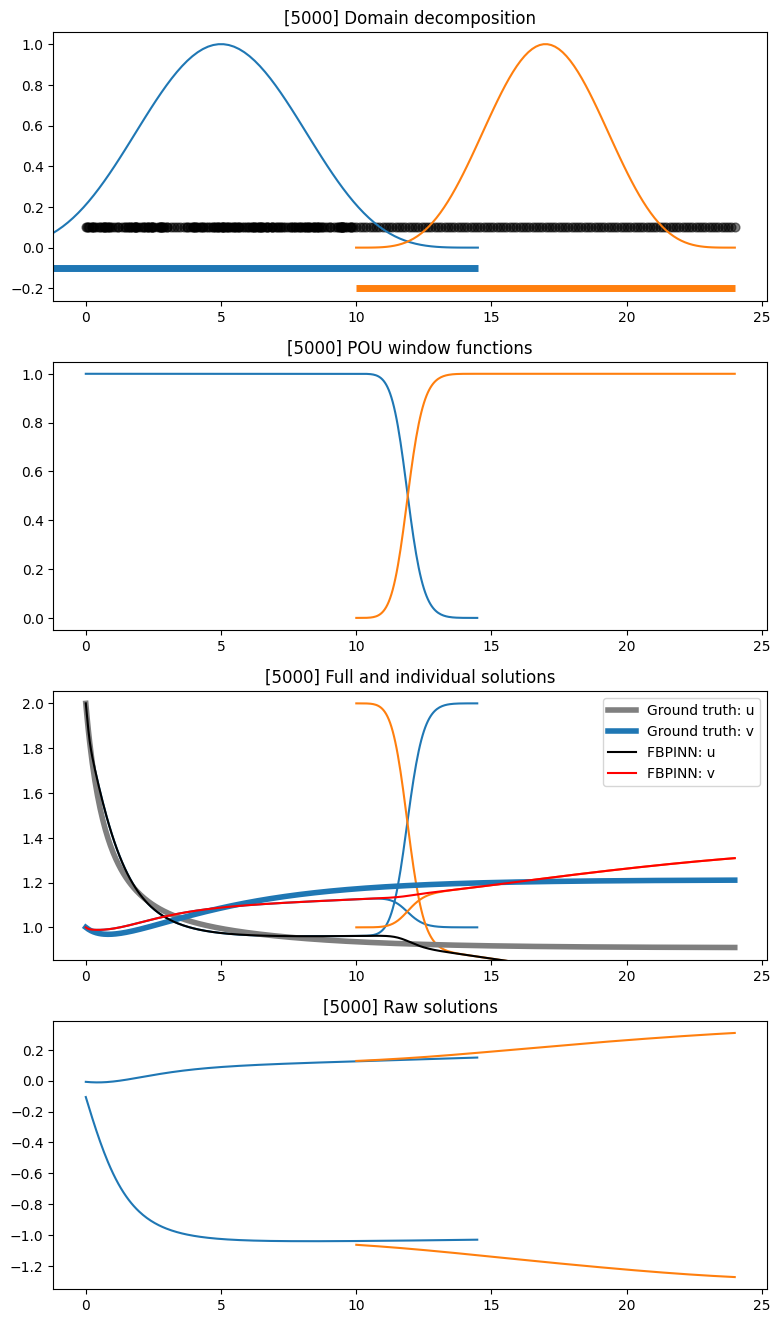 [5000] Domain decomposition
1.0
0.8
0.6
0.4
0.2
0.0
−0.2
0 5 10 15 20 25
[5000] POU window functions
1.0
0.8
0.6
0.4
0.2
0.0
0 5 10 15 20 25
[5000] Full and individual solutions
2.0
1.8
1.6
1.4
1.2
1.0
Ground truth: u
Ground truth: v
FBPINN: u
FBPINN: v
0 5 10 15 20 25
[5000] Raw solutions
0.2
0.0
−0.2
−0.4
−0.6
−0.8
−1.0
−1.2
0 5 10 15 20 25